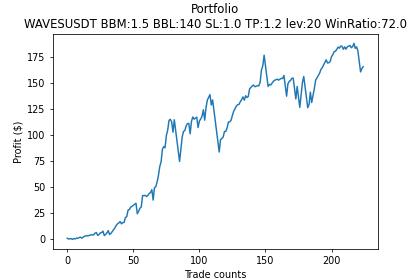 Portfolio
WAVESUSDT BBM:1.5 BBL:140 SL:1.0 TP:1.2 lev:20 WinRatio:72.0
175
150
125
100
75
50
25
0
Profit ($)
0 50 100 150 200
Trade counts